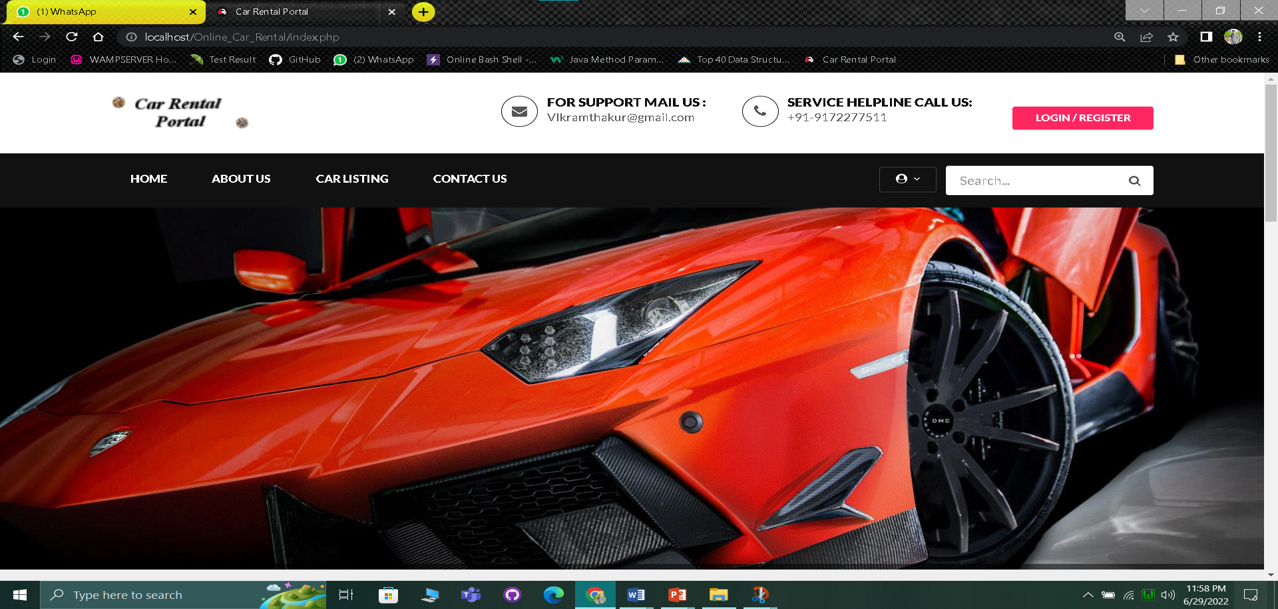 (1) WhatsApp
Car Rental Portal
localhost/Online_Car_Rental/index.php
Login
WAMPSERVER Ho...
Test Result
GitHub
(2) WhatsApp
Online Bash Shell -...
Java Method Param...
Top 40 Data Structu...
Car Rental Portal
Other bookmarks
Car Rental
Portal
FOR SUPPORT MAIL US :
VIkramthakur@gmail.com
SERVICE HELPLINE CALL US:
+91-9172277511
LOGIN / REGISTER
HOME
ABOUT US
CAR LISTING
CONTACT US
Search...
DMC
Type here to search
11:58 PM
6/29/2022